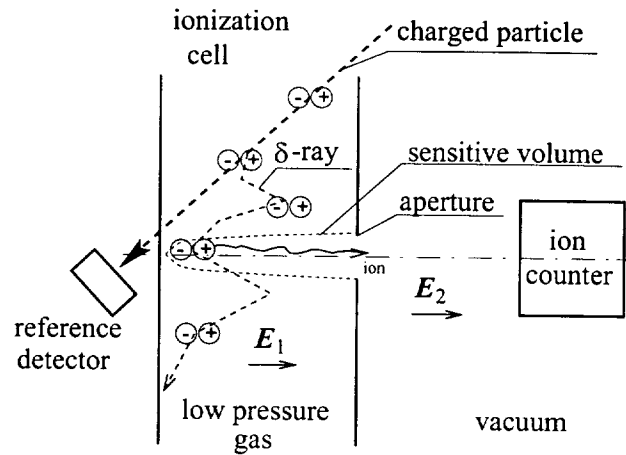 ionization
cell
charged particle
δ-ray
sensitive volume
aperture
ion
ion
counter
E₂
reference
detector
E₁
low pressure
gas
vacuum
- +
- +
- +
- +
- +